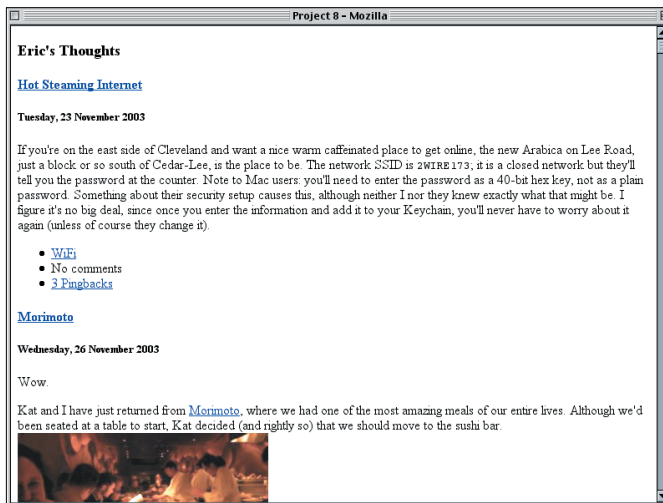 Project 8 - Mozilla
Eric's Thoughts
Hot Steaming Internet
Tuesday, 23 November 2003
If you're on the east side of Cleveland and want a nice warm caffeinated place to get online, the new Arabica on Lee Road,
just a block or so south of Cedar-Lee, is the place to be. The network SSID is 2WIRE173; it is a closed network but they'll
tell you the password at the counter. Note to Mac users: you'll need to enter the password as a 40-bit hex key, not as a plain
password. Something about their security setup causes this, although neither I nor they knew exactly what that might be. I
figure it's no big deal, since once you enter the information and add it to your Keychain, you'll never have to worry about it
again (unless of course they change it).
• WiFi
• No comments
• 3 Pingbacks
Morimoto
Wednesday, 26 November 2003
Wow.
Kat and I have just returned from Morimoto, where we had one of the most amazing meals of our entire lives. Although we'd
been seated at a table to start, Kat decided (and rightly so) that we should move to the sushi bar.